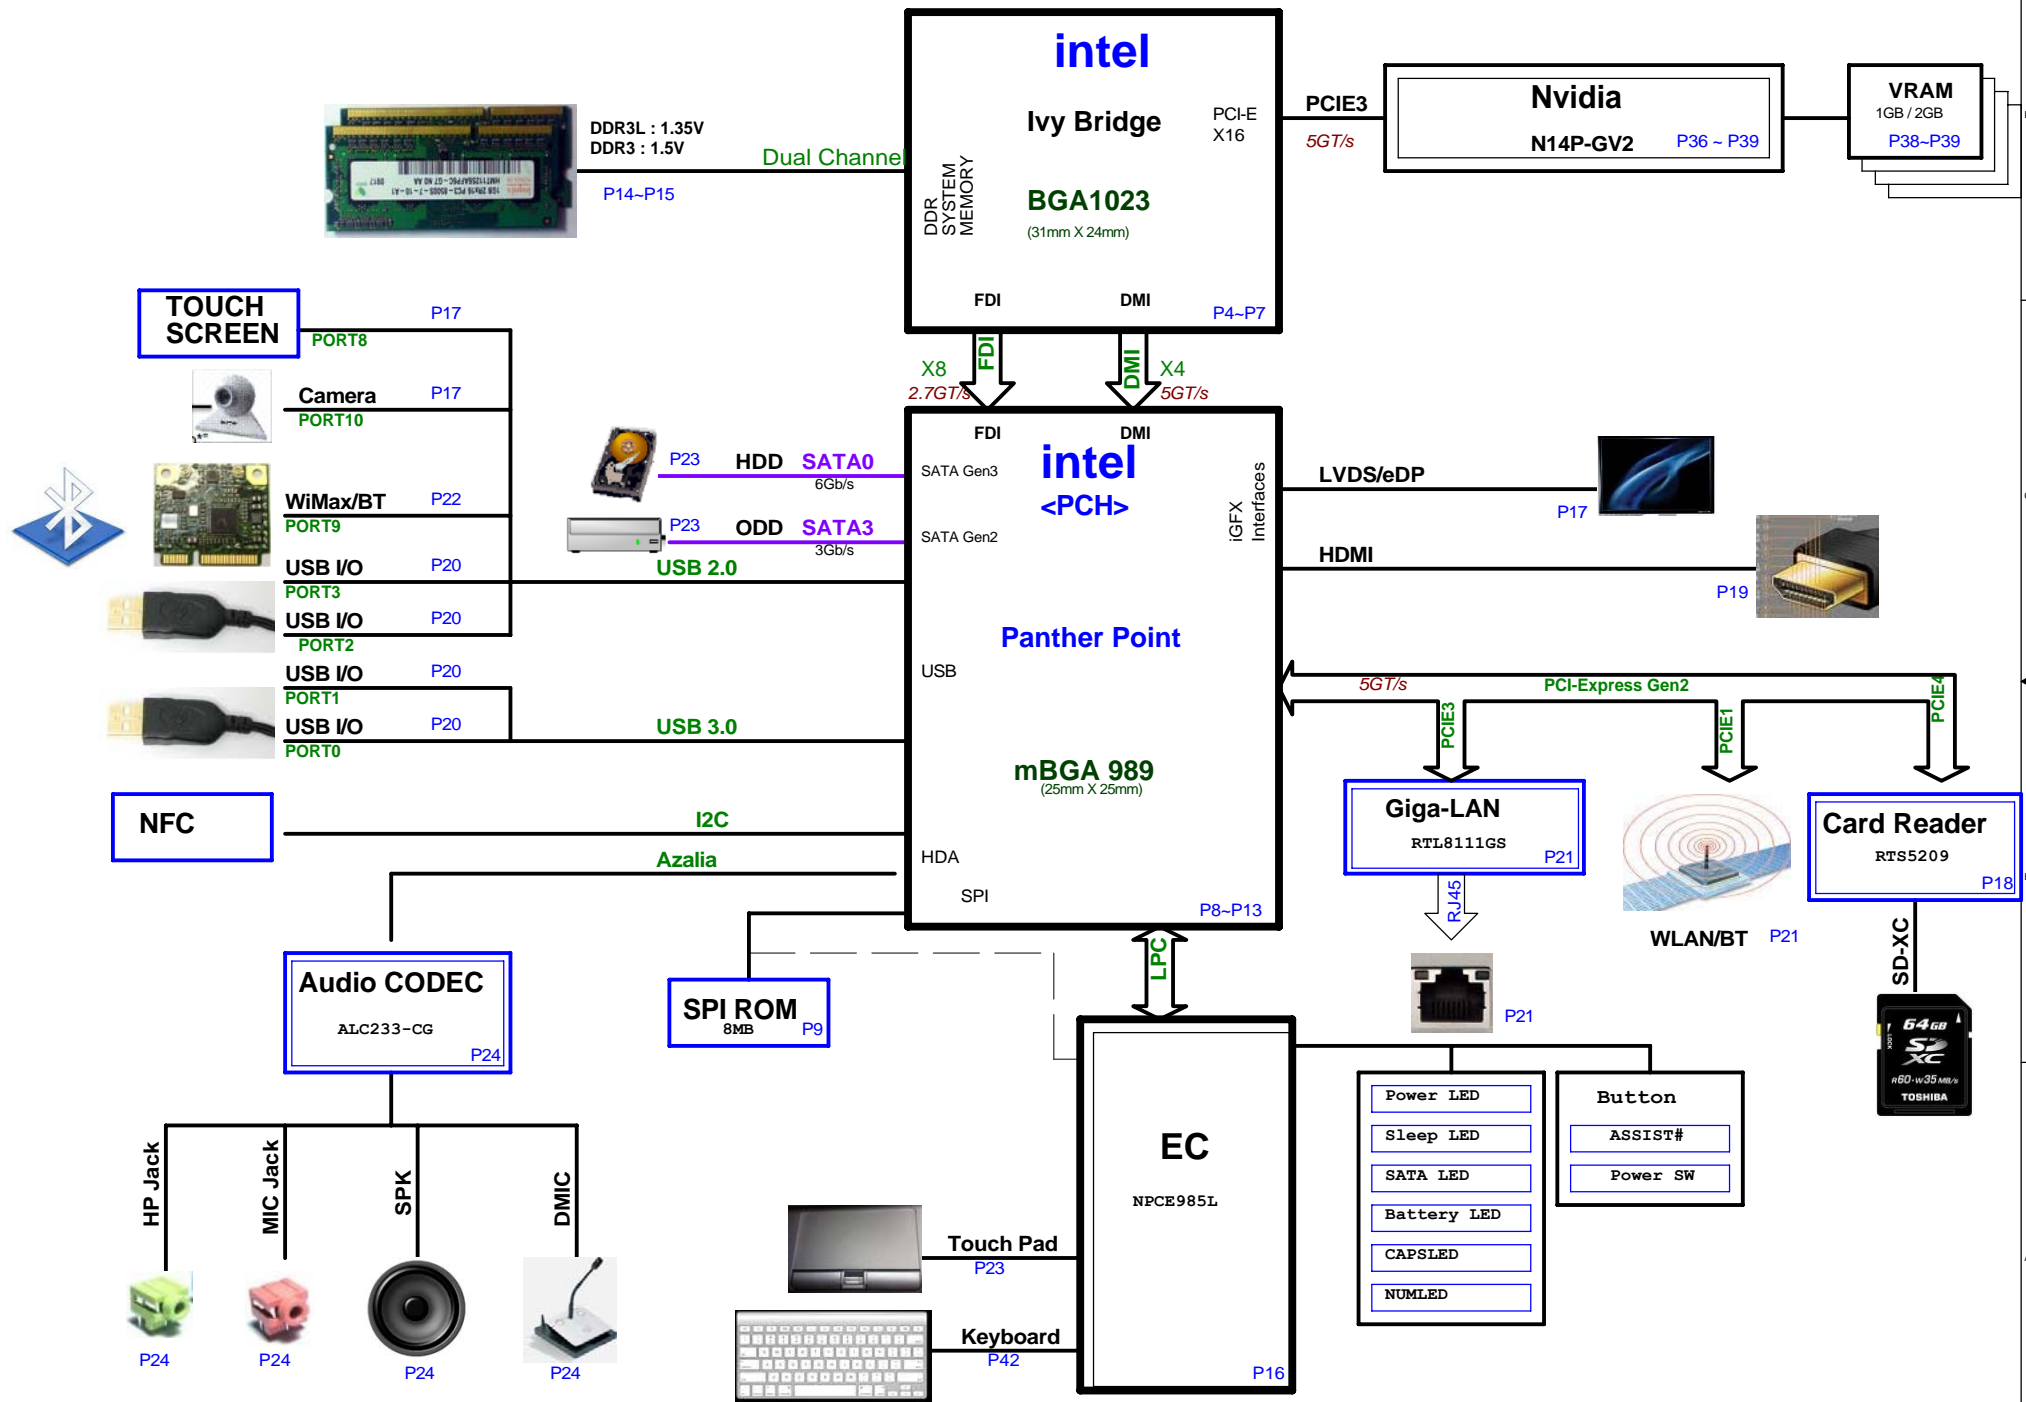 intel
Ivy Bridge
PCI-E
X16
BGA1023
(31mm X 24mm)
DDR
SYSTEM
MEMORY
FDI
DMI
P4~P7
DDR3L : 1.35V
DDR3 : 1.5V
Dual Channel
P14~P15
PCIE3
5GT/s
Nvidia
N14P-GV2
P36 ~ P39
VRAM
1GB / 2GB
P38~P39
FDI
X8
2.7GT/s
DMI
X4
5GT/s
TOUCH
SCREEN
P17
PORT8
Camera
P17
PORT10
WiMax/BT
P22
PORT9
USB I/O
P20
PORT3
USB I/O
P20
PORT2
USB 2.0
USB I/O
P20
PORT1
USB I/O
P20
PORT0
USB 3.0
P23
HDD
SATA0
6Gb/s
P23
ODD
SATA3
3Gb/s
FDI
DMI
SATA Gen3
intel
<PCH>
SATA Gen2
iGFX
Interfaces
Panther Point
USB
mBGA 989
(25mm X 25mm)
HDA
SPI
P8~P13
LVDS/eDP
P17
HDMI
P19
5GT/s
PCI-Express Gen2
PCIE3
PCIE1
PCIE4
NFC
I2C
Azalia
Giga-LAN
RTL8111GS
P21
RJ45
P21
WLAN/BT
P21
Card Reader
RTS5209
P18
SD-XC
64GB
SD
XC
LOCK
R60-W35 MB/s
TOSHIBA
Audio CODEC
ALC233-CG
P24
HP Jack
MIC Jack
SPK
DMIC
P24
P24
P24
P24
SPI ROM
8MB
P9
LPC
EC
NPCE985L
P16
Touch Pad
P23
Keyboard
P42
Power LED
Sleep LED
SATA LED
Battery LED
CAPSLED
NUMLED
Button
ASSIST#
Power SW